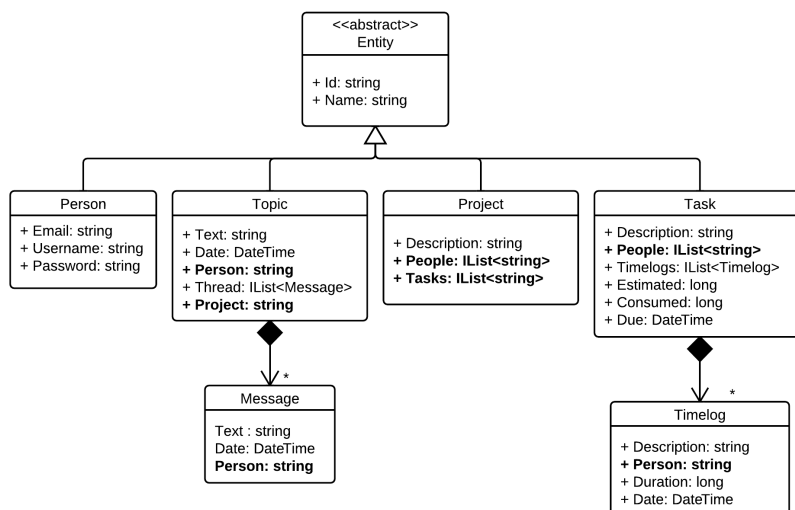 <<abstract>>
Entity
+ Id: string
+ Name: string
Person
+ Email: string
+ Username: string
+ Password: string
Topic
+ Text: string
+ Date: DateTime
+ Person: string
+ Thread: IList<Message>
+ Project: string
Project
+ Description: string
+ People: IList<string>
+ Tasks: IList<string>
Task
+ Description: string
+ People: IList<string>
+ Timelogs: IList<Timelog>
+ Estimated: long
+ Consumed: long
+ Due: DateTime
*
Message
Text : string
Date: DateTime
Person: string
*
Timelog
+ Description: string
+ Person: string
+ Duration: long
+ Date: DateTime